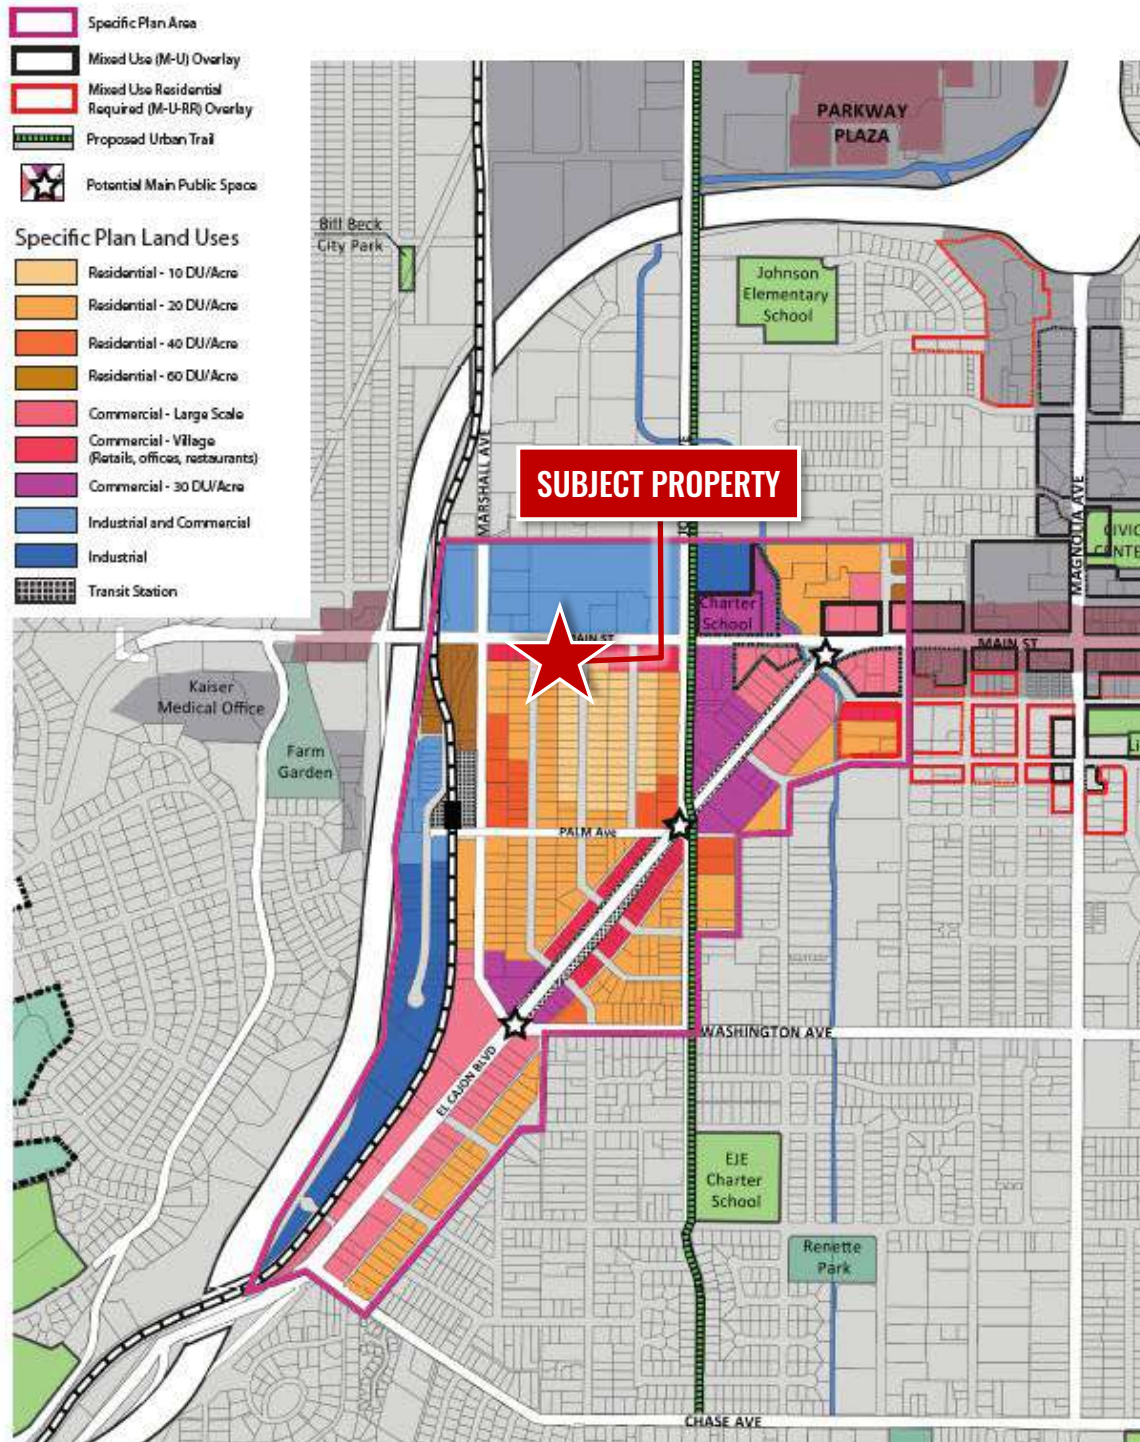 Specific Plan Area
Mixed Use (M-U) Overlay
Mixed Use Residential
Required (M-U-RR) Overlay
Proposed Urban Trail
Potential Main Public Space
Specific Plan Land Uses
Residential - 10 DU/Acre
Residential - 20 DU/Acre
Residential - 40 DU/Acre
Residential - 60 DU/Acre
Commercial - Large Scale
Commercial - Village
(Retails, offices, restaurants)
Commercial - 30 DU/Acre
Industrial and Commercial
Industrial
Transit Station
PARKWAY
PLAZA
Bill Beck
City Park
Johnson
Elementary
School
MARSHALL AVE
SUBJECT PROPERTY
MAGNOLIA AVE
CIVIC
CENTE
Charter
School
MAIN ST
MAIN ST
Kaiser
Medical Office
Farm
Garden
Li
PALM Ave
WASHINGTON AVE
EL CAJON BLVD
EJE
Charter
School
Renette
Park
CHASE AVE